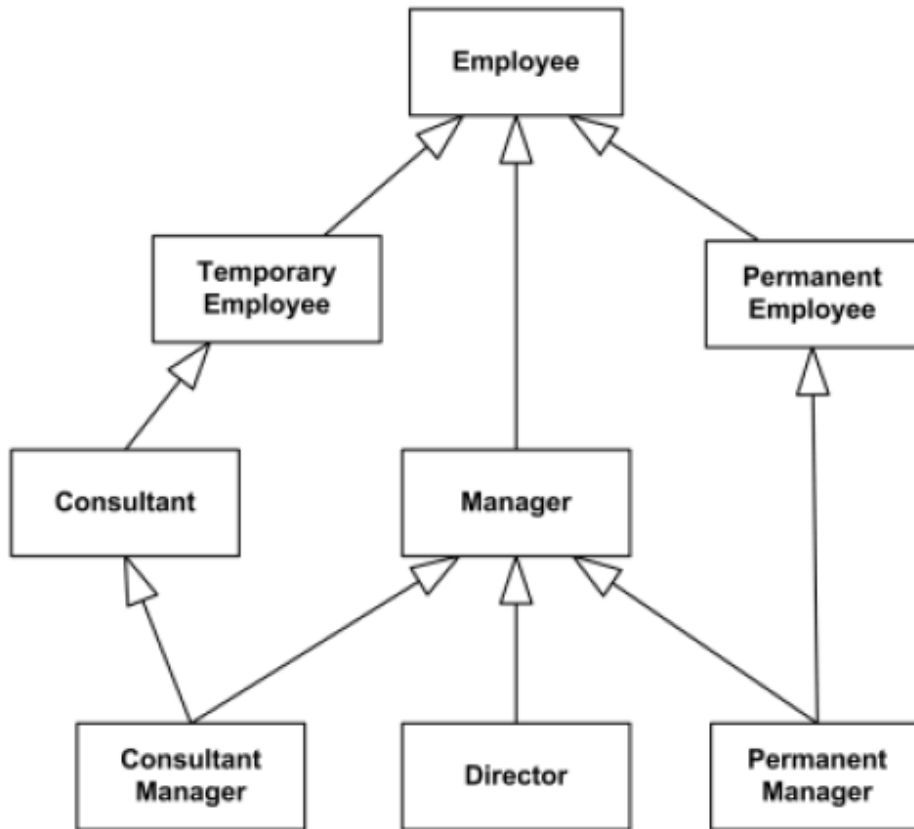 Employee
Temporary
Employee
Permanent
Employee
Consultant
Manager
Consultant
Manager
Director
Permanent
Manager